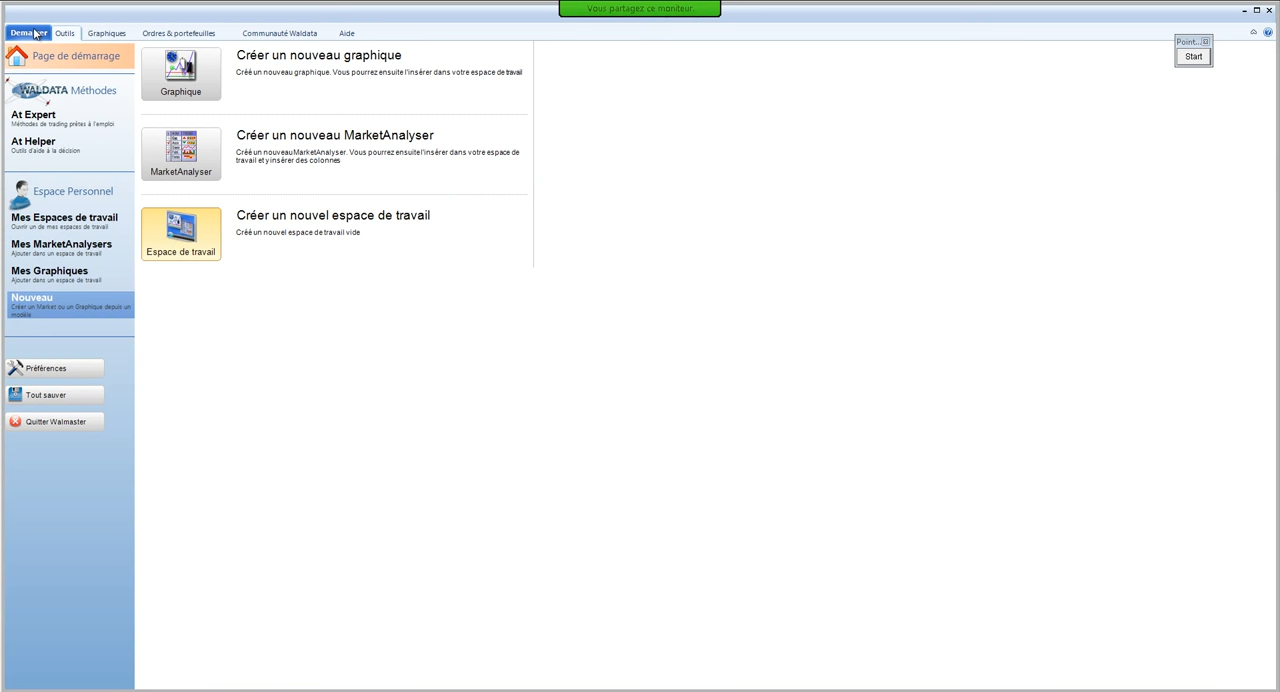 Vous partagez ce moniteur.
Démarrer Outils Graphiques Ordres & portefeuilles Communauté Waldata Aide
Page de démarrage
WALDATA Méthodes
At Expert
Méthodes de trading prêtes à l'emploi
At Helper
Outils d'aide à la décision
Espace Personnel
Mes Espaces de travail
Ouvrir un de mes espaces de travail
Mes MarketAnalysers
Ajouter dans un espace de travail
Mes Graphiques
Ajouter dans un espace de travail
Nouveau
Créer un Market ou un Graphique depuis un
modèle
Préférences
Tout sauver
Quitter Walmaster
Graphique
Créer un nouveau graphique
Créé un nouveau graphique. Vous pourrez ensuite l'insérer dans votre espace de travail
MarketAnalyser
Créer un nouveau MarketAnalyser
Créé un nouveau MarketAnalyser. Vous pourrez ensuite l'insérer dans votre espace de
travail et y insérer des colonnes
Espace de travail
Créer un nouvel espace de travail
Créé un nouvel espace de travail vide
Point...
Start